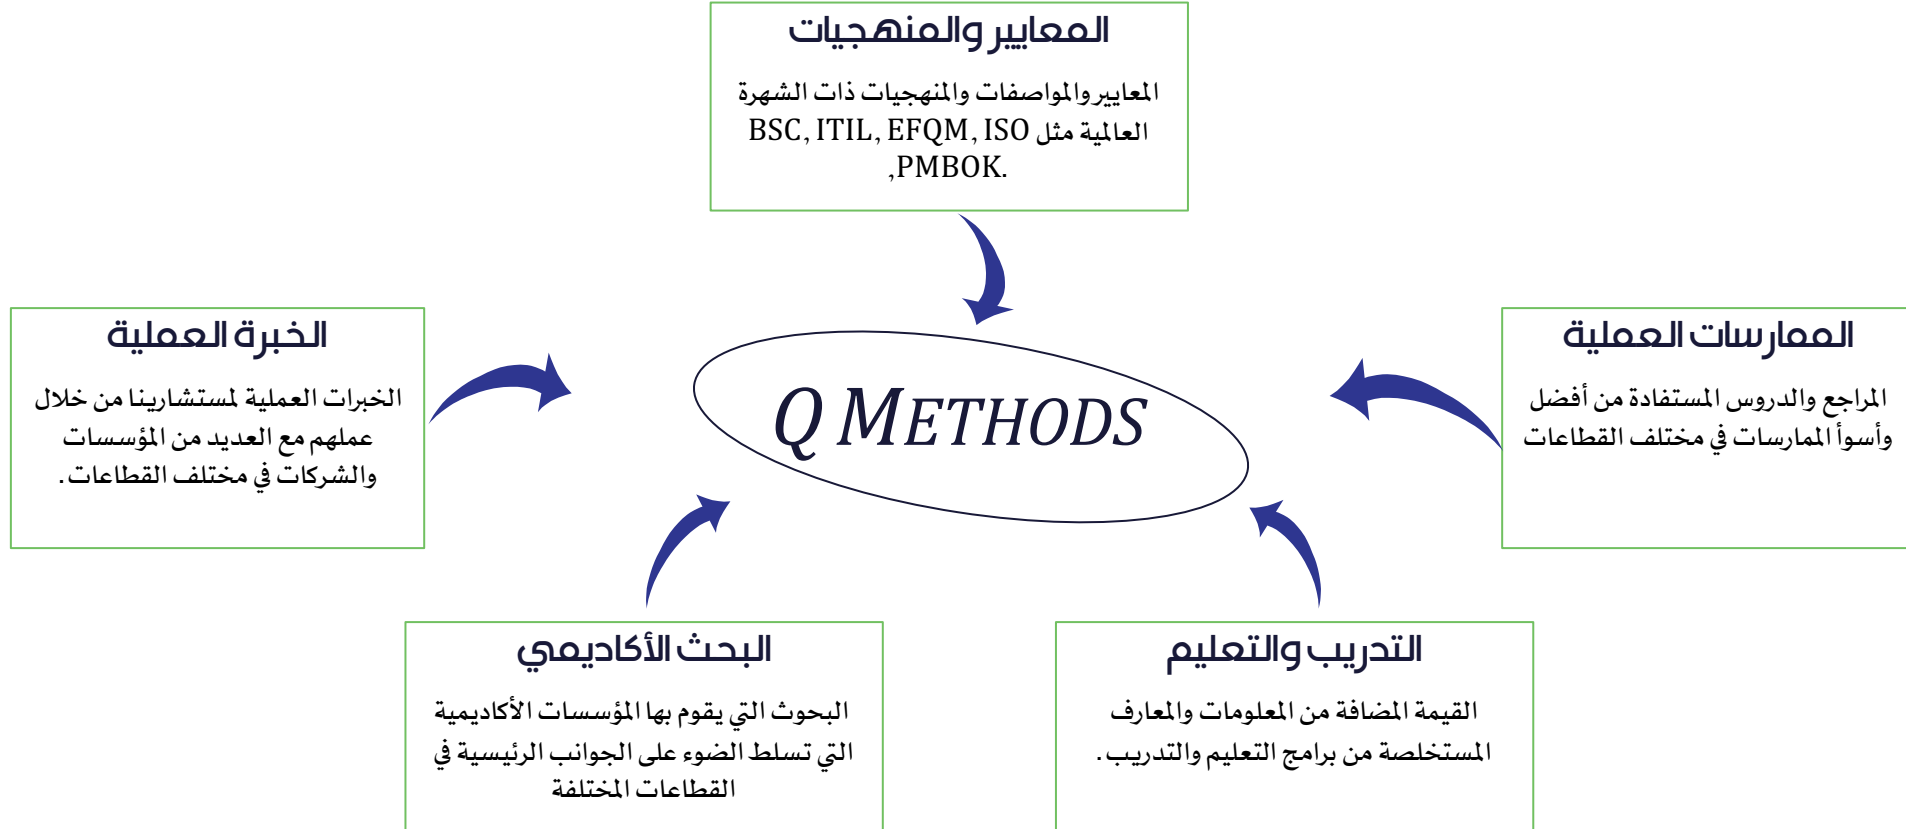 المعايير والمنهجيات
المعايير والمواصفات والمنهجيات ذات الشهرة
العالمية مثل BSC, ITIL, EFQM, ISO
,PMBOK.
الممارسات العملية
المراجع والدروس المستفادة من أفضل
وأسوأ الممارسات في مختلف القطاعات
Q METHODS
الخبرة العملية
الخبرات العملية لمستشارينا من خلال
عملهم مع العديد من المؤسسات
والشركات في مختلف القطاعات.
التدريب والتعليم
القيمة المضافة من المعلومات والمعارف
المستخلصة من برامج التعليم والتدريب.
البحث الأكاديمي
البحوث التي يقوم بها المؤسسات الأكاديمية
التي تسلط الضوء على الجوانب الرئيسية في
القطاعات المختلفة